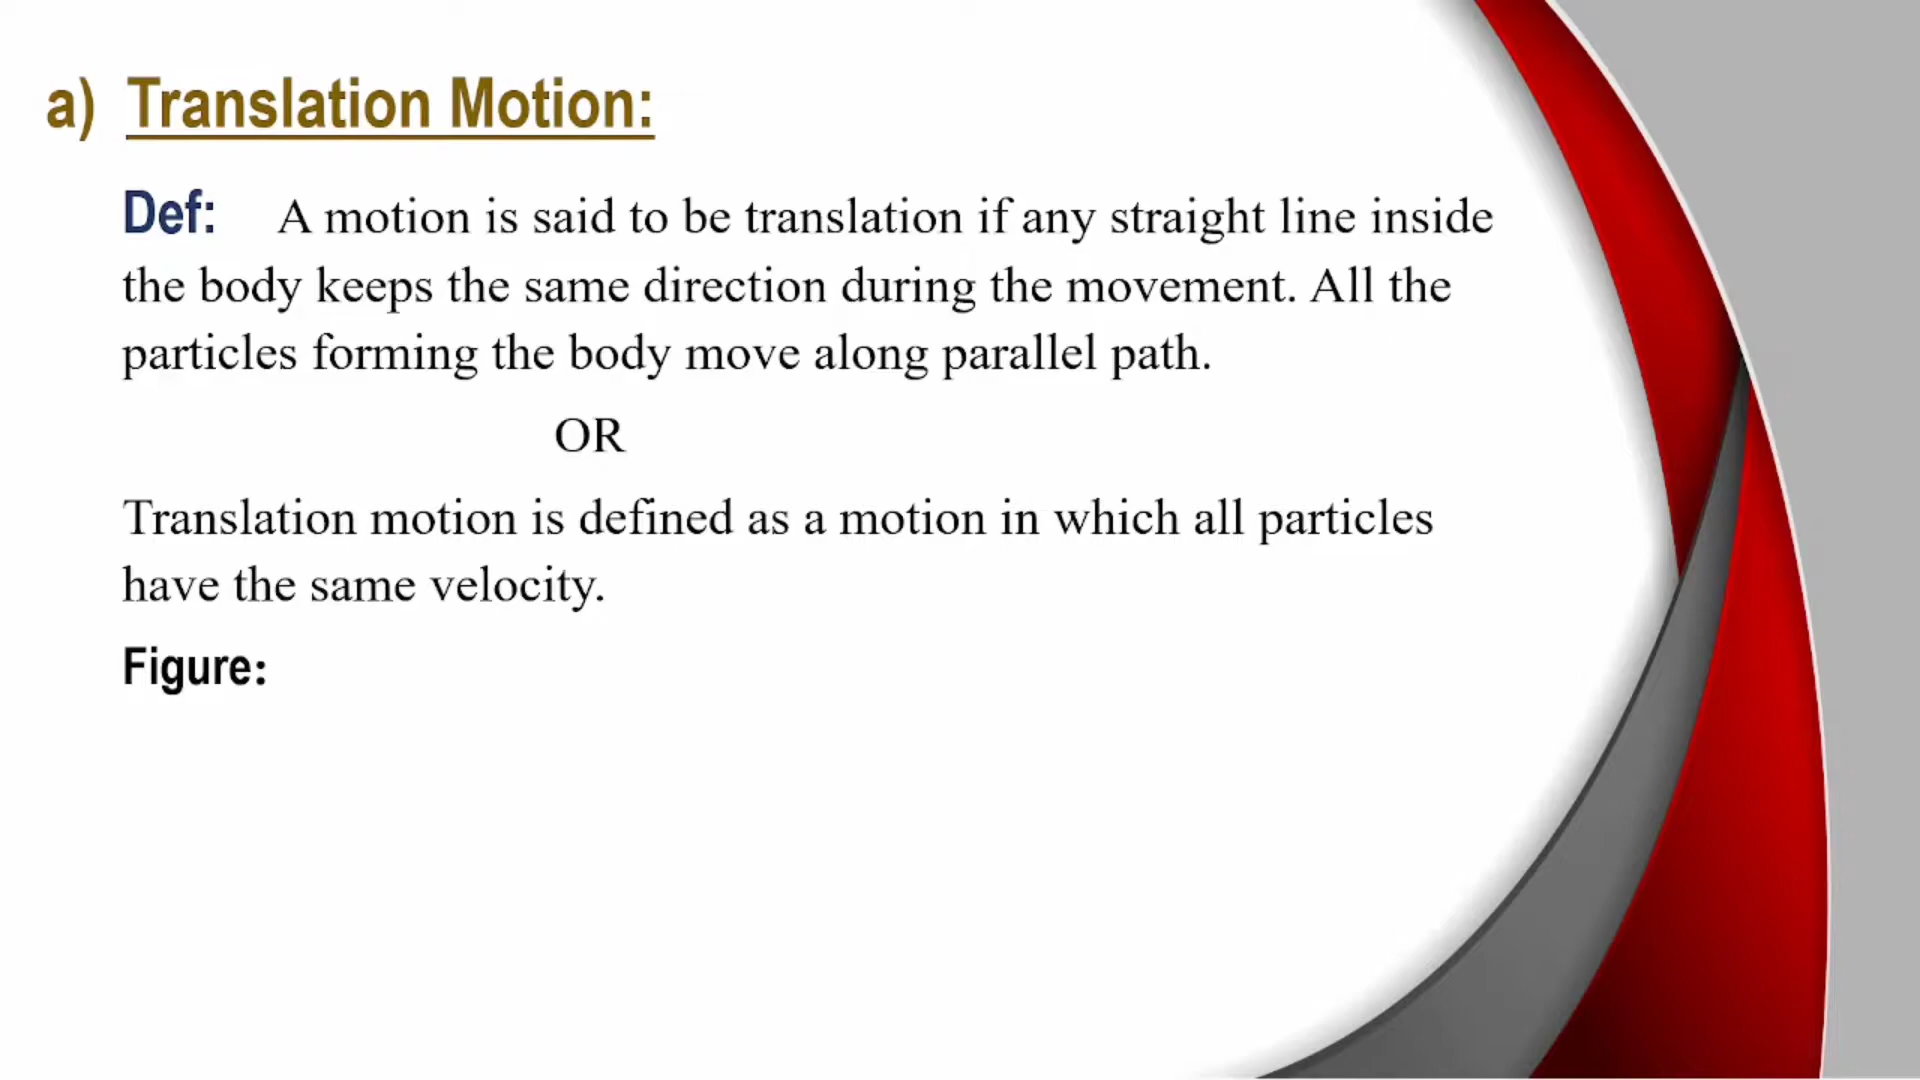 a) Translation Motion:
Def: A motion is said to be translation if any straight line inside
the body keeps the same direction during the movement. All the
particles forming the body move along parallel path.
OR
Translation motion is defined as a motion in which all particles
have the same velocity.
Figure: